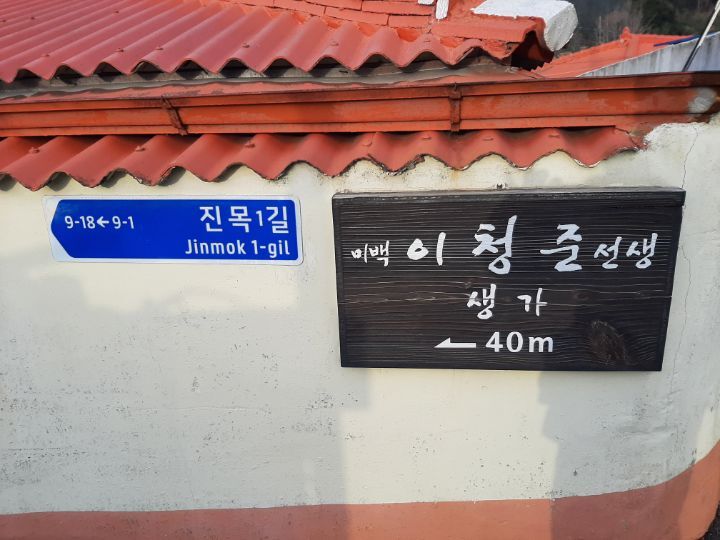 9-18←9-1 진목1길
Jinmok 1-gil
미백 이청준 선생
생가
← 40m